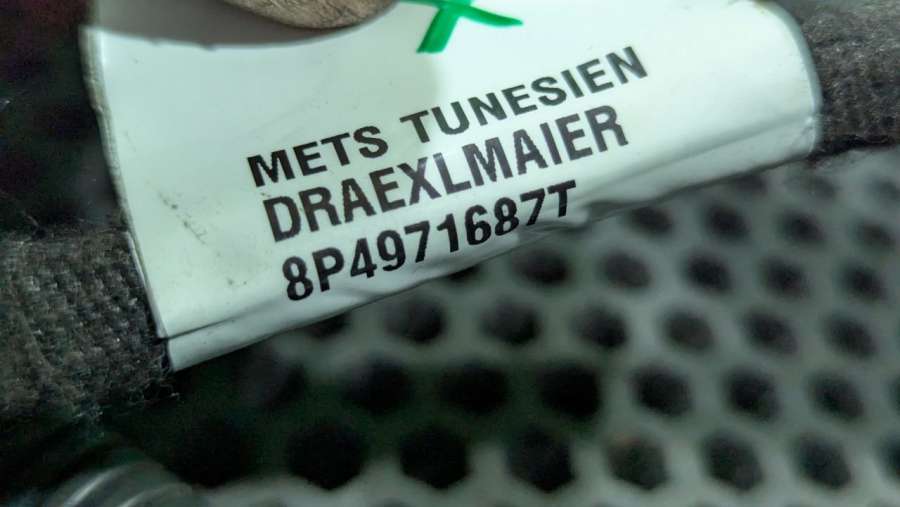 METS TUNESIEN
DRAEXLMAIER
8P4971687T